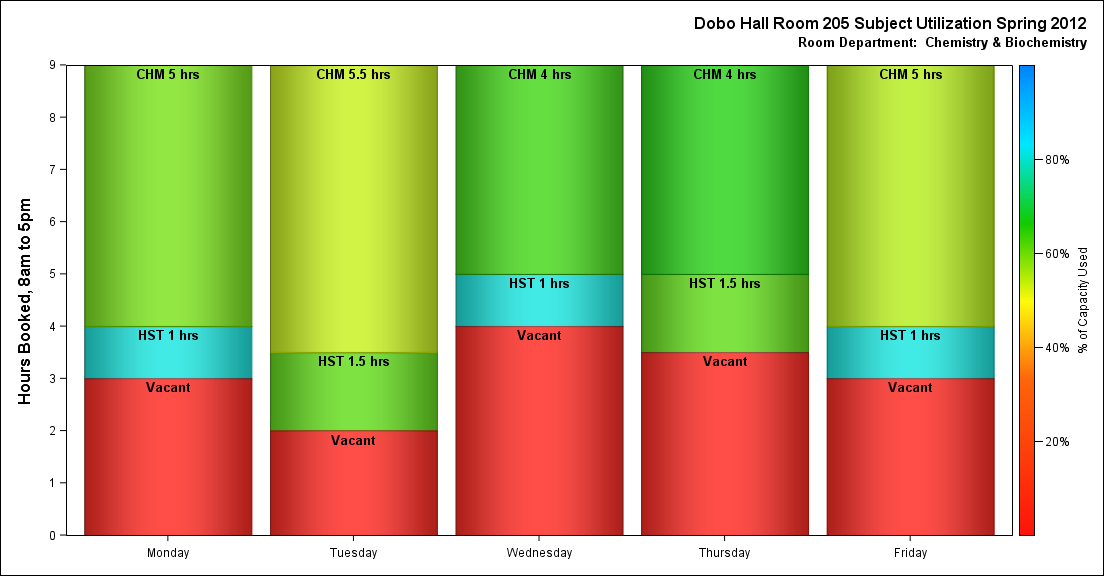 Dobo Hall Room 205 Subject Utilization Spring 2012
Room Department:  Chemistry & Biochemistry
Hours Booked, 8am to 5pm
9
8
7
6
5
4
3
2
1
0
CHM 5 hrs
HST 1 hrs
Vacant
CHM 5.5 hrs
HST 1.5 hrs
Vacant
CHM 4 hrs
HST 1 hrs
Vacant
CHM 4 hrs
HST 1.5 hrs
Vacant
CHM 5 hrs
HST 1 hrs
Vacant
Monday
Tuesday
Wednesday
Thursday
Friday
80%
60%
40%
20%
% of Capacity Used